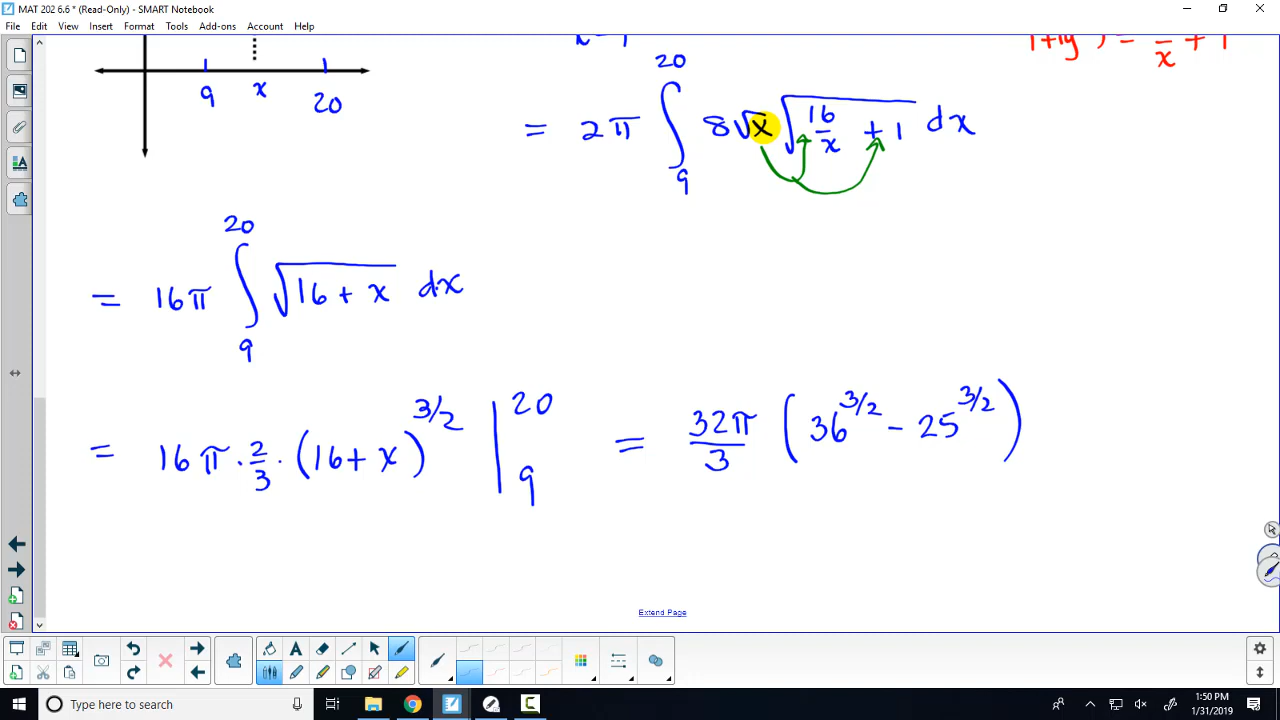 MAT 202 6.6 * (Read-Only) - SMART Notebook
File Edit View Insert Format Tools Add-ons Account Help
9 x 20
= 2π ∫₉²⁰ 8√x √(16/x + 1) dx
= 16π ∫₉²⁰ √(16 + x) dx
= 16π · 2/3 · (16 + x)^(3/2) |₉²⁰ = 32π/3 (36^(3/2) - 25^(3/2))
Extend Page
Type here to search
1:50 PM
1/31/2019